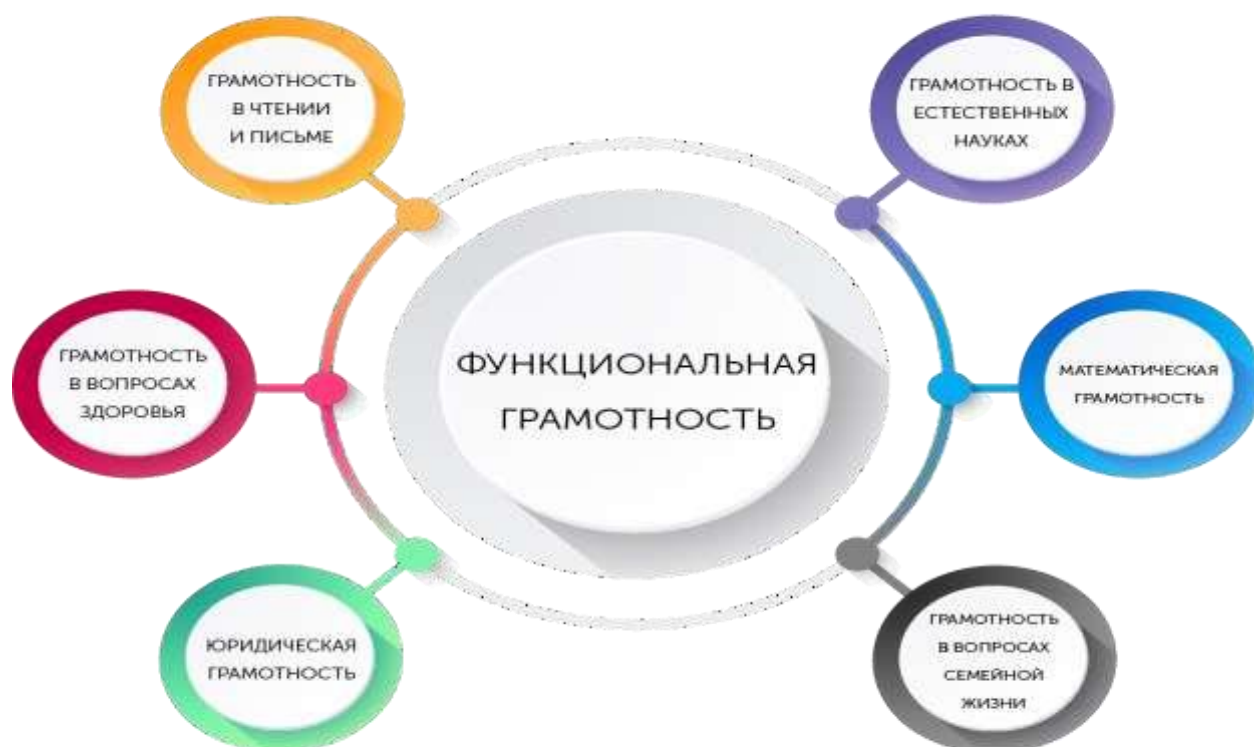 ГРАМОТНОСТЬ
В ЧТЕНИИ
И ПИСЬМЕ
ГРАМОТНОСТЬ В
ЕСТЕСТВЕННЫХ
НАУКАХ
ГРАМОТНОСТЬ
В ВОПРОСАХ
ЗДОРОВЬЯ
ФУНКЦИОНАЛЬНАЯ
ГРАМОТНОСТЬ
МАТЕМАТИЧЕСКАЯ
ГРАМОТНОСТЬ
ЮРИДИЧЕСКАЯ
ГРАМОТНОСТЬ
ГРАМОТНОСТЬ
В ВОПРОСАХ
СЕМЕЙНОЙ
ЖИЗНИ